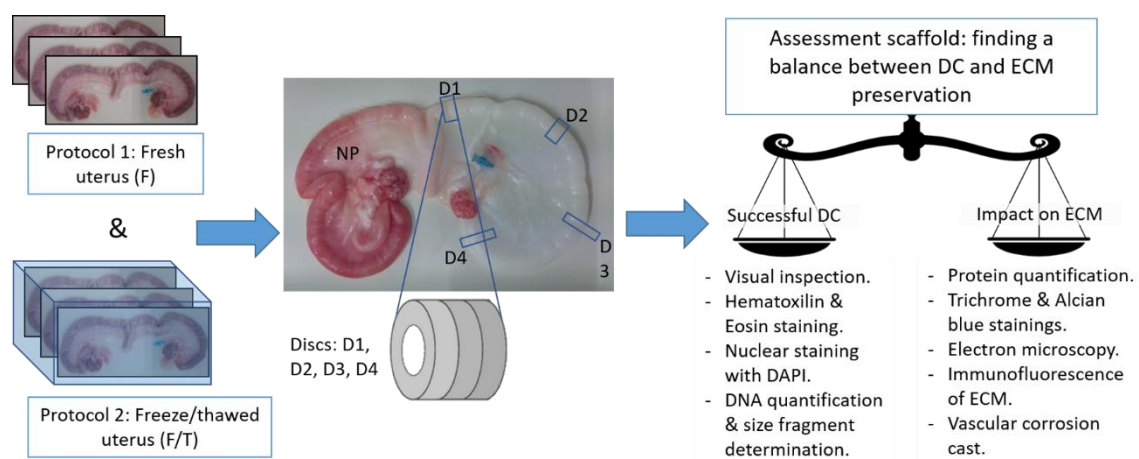 Protocol 1: Fresh
uterus (F)
&
Protocol 2: Freeze/thawed
uterus (F/T)
D1
D2
NP
D4
D
3
Discs: D1,
D2, D3, D4
Assessment scaffold: finding a
balance between DC and ECM
preservation
Successful DC
- Visual inspection.
- Hematoxilin &
Eosin staining.
- Nuclear staining
with DAPI.
- DNA quantification
& size fragment
determination.
Impact on ECM
- Protein quantification.
- Trichrome & Alcian
blue stainings.
- Electron microscopy.
- Immunofluorescence
of ECM.
- Vascular corrosion
cast.